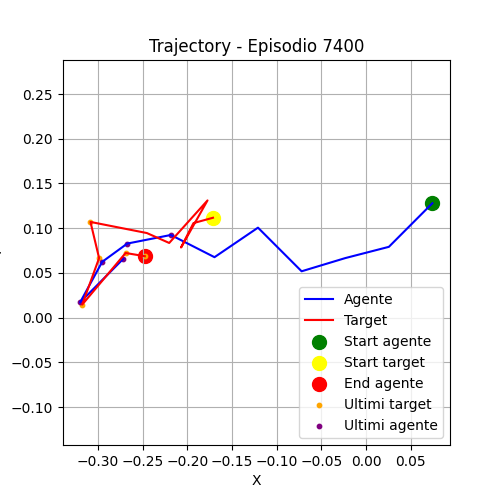 Trajectory - Episodio 7400
0.25
0.20
0.15
0.10
0.05
0.00
−0.05
−0.10
−0.30 −0.25 −0.20 −0.15 −0.10 −0.05 0.00 0.05
X
Agente
Target
Start agente
Start target
End agente
Ultimi target
Ultimi agente